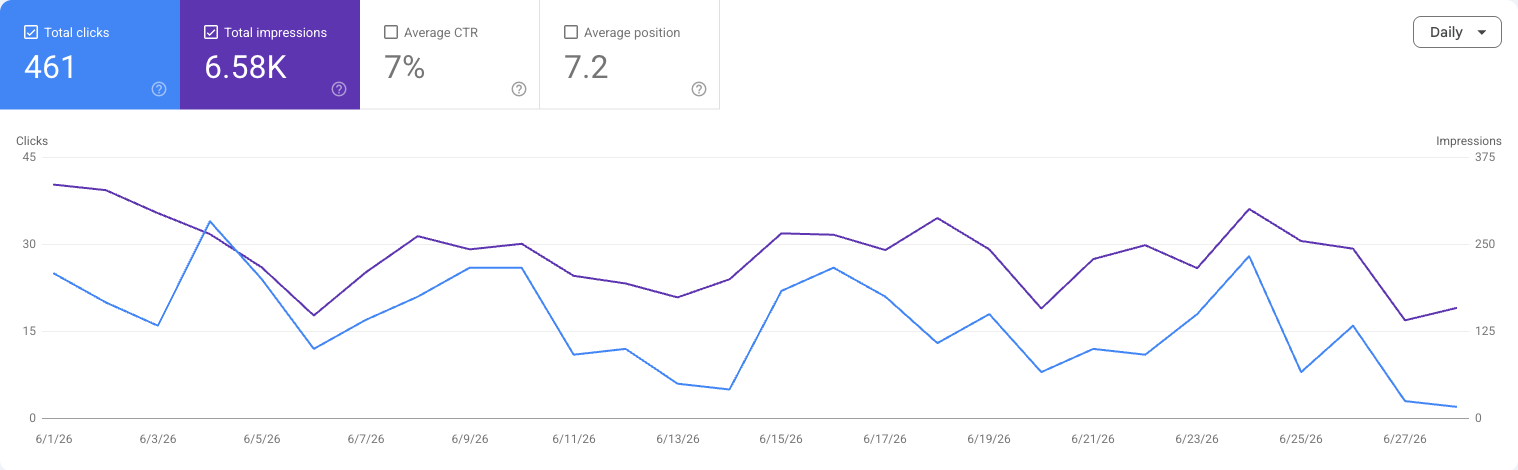 Total clicks
461
Total impressions
6.58K
Average CTR
7%
Average position
7.2
Daily
Clicks
Impressions
45
375
30
250
15
125
0
0
6/1/26 6/3/26 6/5/26 6/7/26 6/9/26 6/11/26 6/13/26 6/15/26 6/17/26 6/19/26 6/21/26 6/23/26 6/25/26 6/27/26